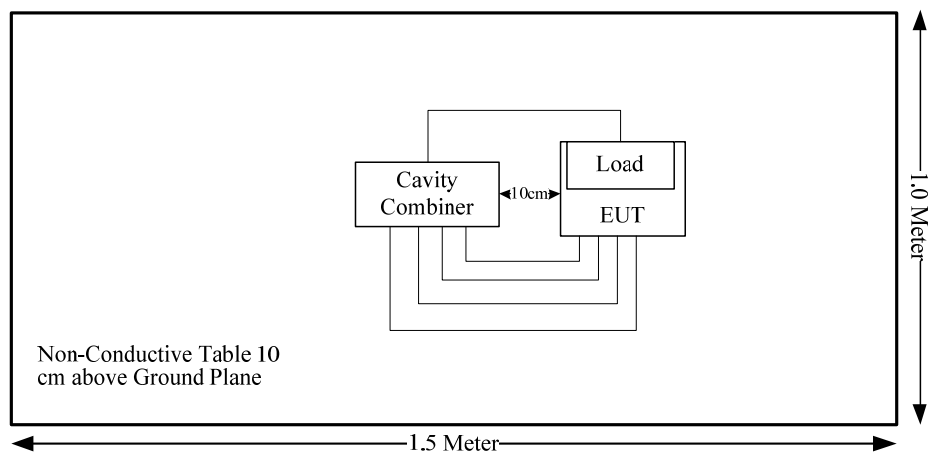 Load
Cavity
Combiner
10cm
EUT
1.0 Meter
Non-Conductive Table 10
cm above Ground Plane
1.5 Meter